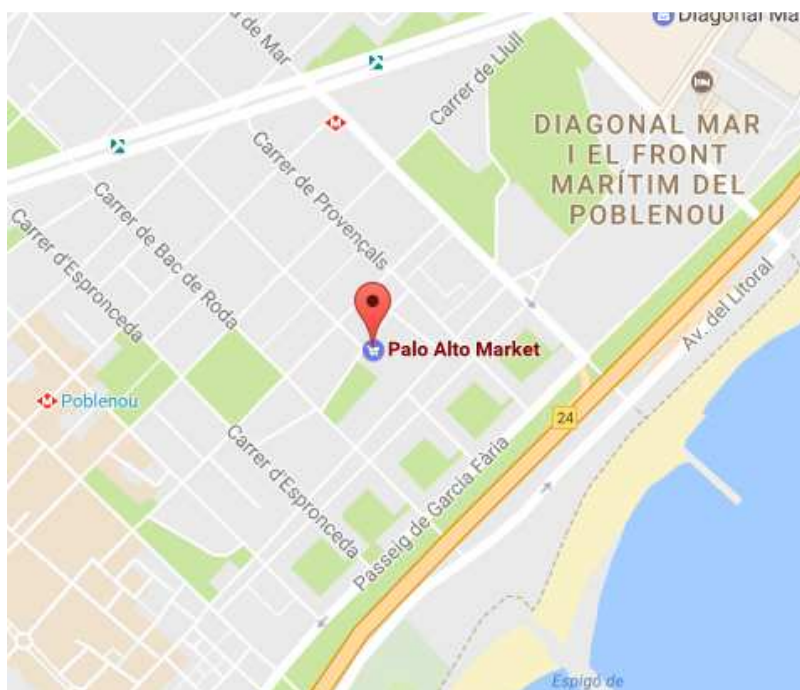 Diagonal Ma
de Mar
Carrer de Llull
DIAGONAL MAR
I EL FRONT
MARÍTIM DEL
POBLENOU
Carrer de Provençals
Carrer de Bac de Roda
Carrer d'Espronceda
Av. del Litoral
Palo Alto Market
Poblenou
24
Carrer d'Espronceda
Passeig de Garcia Fària
Espigó de